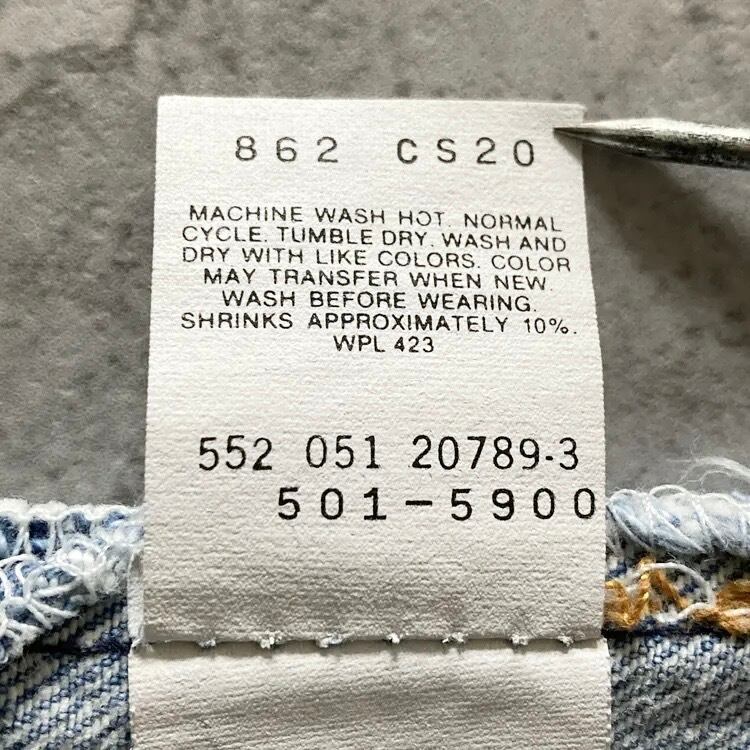 862 CS20
MACHINE WASH HOT. NORMAL
CYCLE. TUMBLE DRY. WASH AND
DRY WITH LIKE COLORS. COLOR
MAY TRANSFER WHEN NEW.
WASH BEFORE WEARING.
SHRINKS APPROXIMATELY 10%.
WPL 423
552 051 20789-3
501-5900